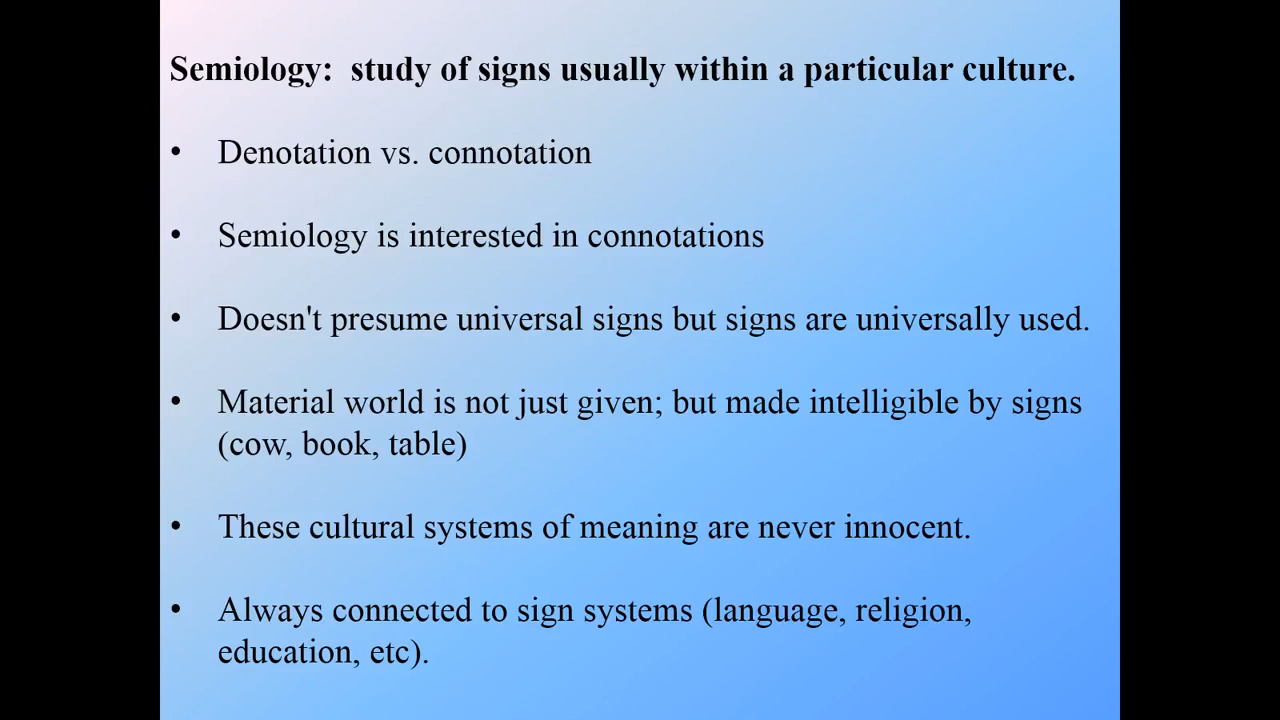 Semiology:  study of signs usually within a particular culture.
• Denotation vs. connotation
• Semiology is interested in connotations
• Doesn't presume universal signs but signs are universally used.
• Material world is not just given; but made intelligible by signs
(cow, book, table)
• These cultural systems of meaning are never innocent.
• Always connected to sign systems (language, religion,
education, etc).